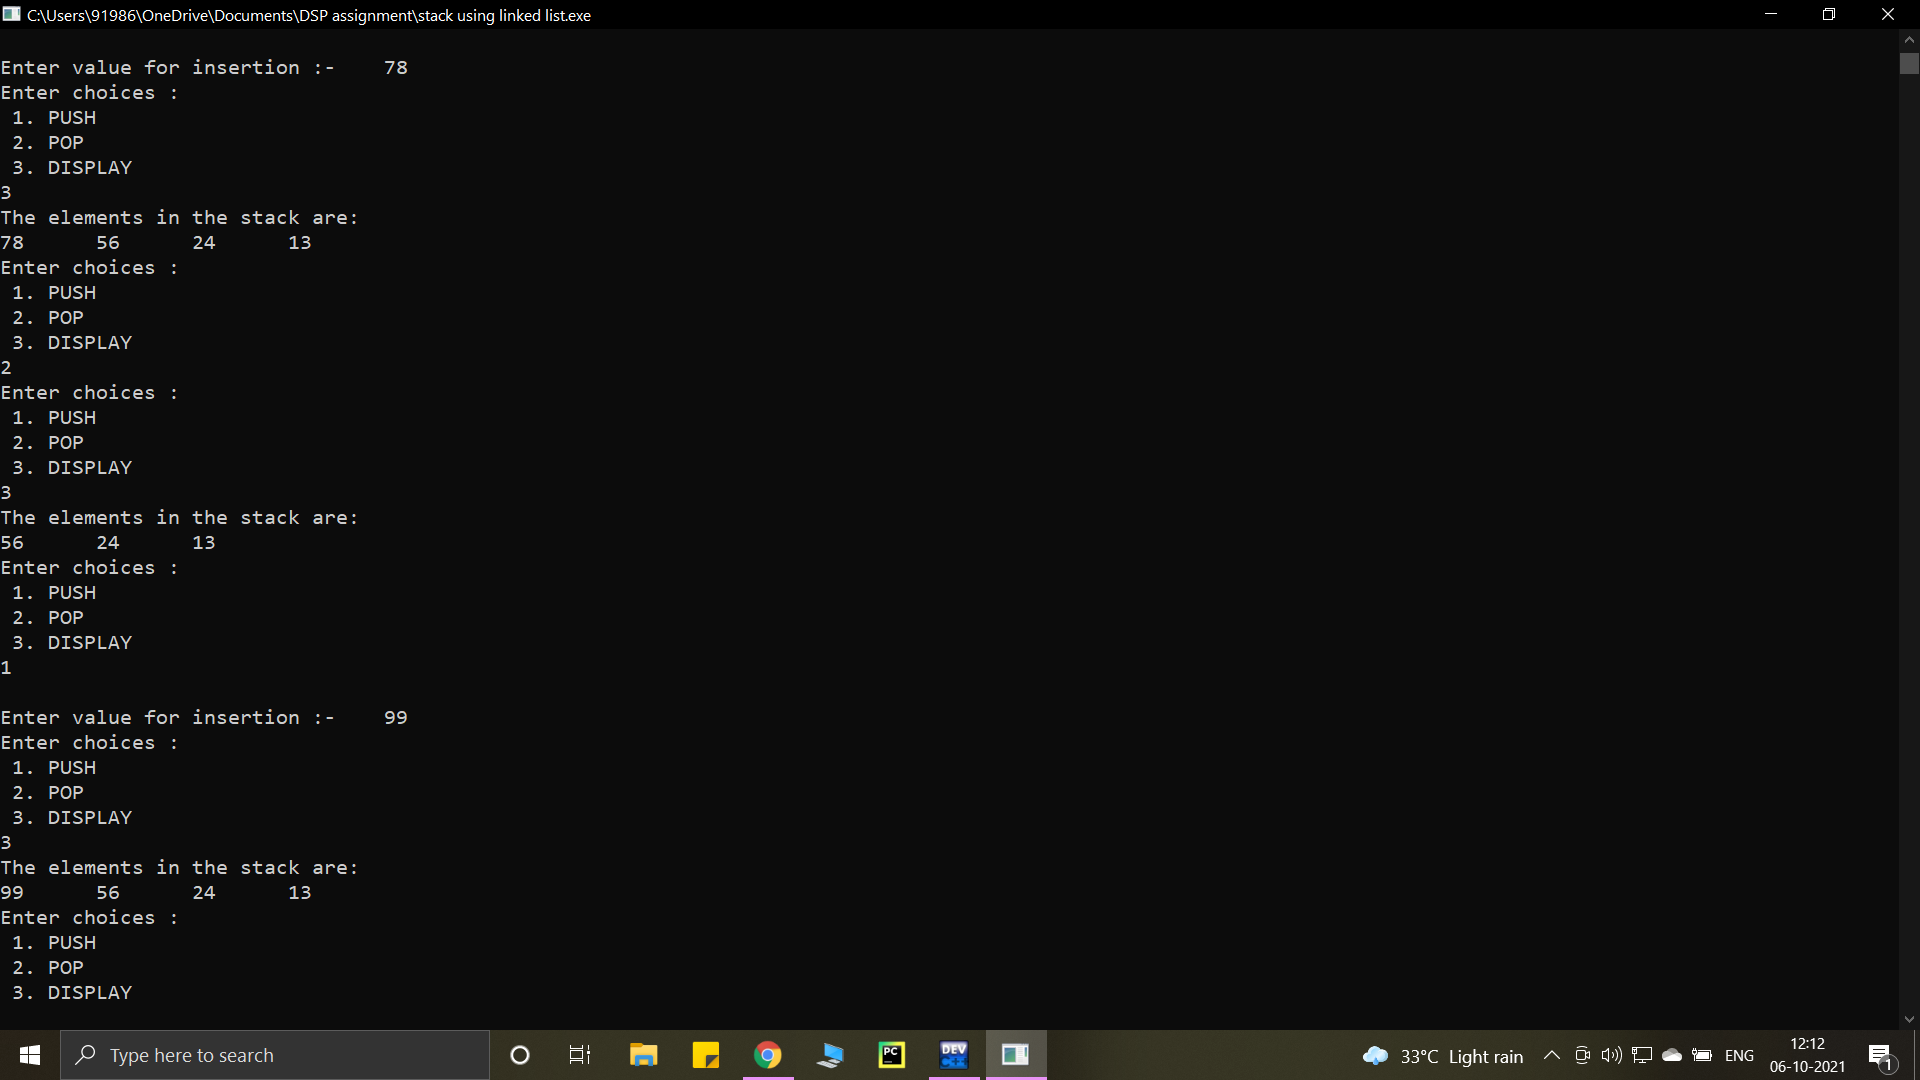 C:\Users\91986\OneDrive\Documents\DSP assignment\stack using linked list.exe
Enter value for insertion :-    78
Enter choices :
 1. PUSH
 2. POP
 3. DISPLAY
3
The elements in the stack are:
78      56      24      13
Enter choices :
 1. PUSH
 2. POP
 3. DISPLAY
2
Enter choices :
 1. PUSH
 2. POP
 3. DISPLAY
3
The elements in the stack are:
56      24      13
Enter choices :
 1. PUSH
 2. POP
 3. DISPLAY
1
Enter value for insertion :-    99
Enter choices :
 1. PUSH
 2. POP
 3. DISPLAY
3
The elements in the stack are:
99      56      24      13
Enter choices :
 1. PUSH
 2. POP
 3. DISPLAY
Type here to search
PC
DEV
C++
33°C Light rain
ENG
12:12
06-10-2021
1